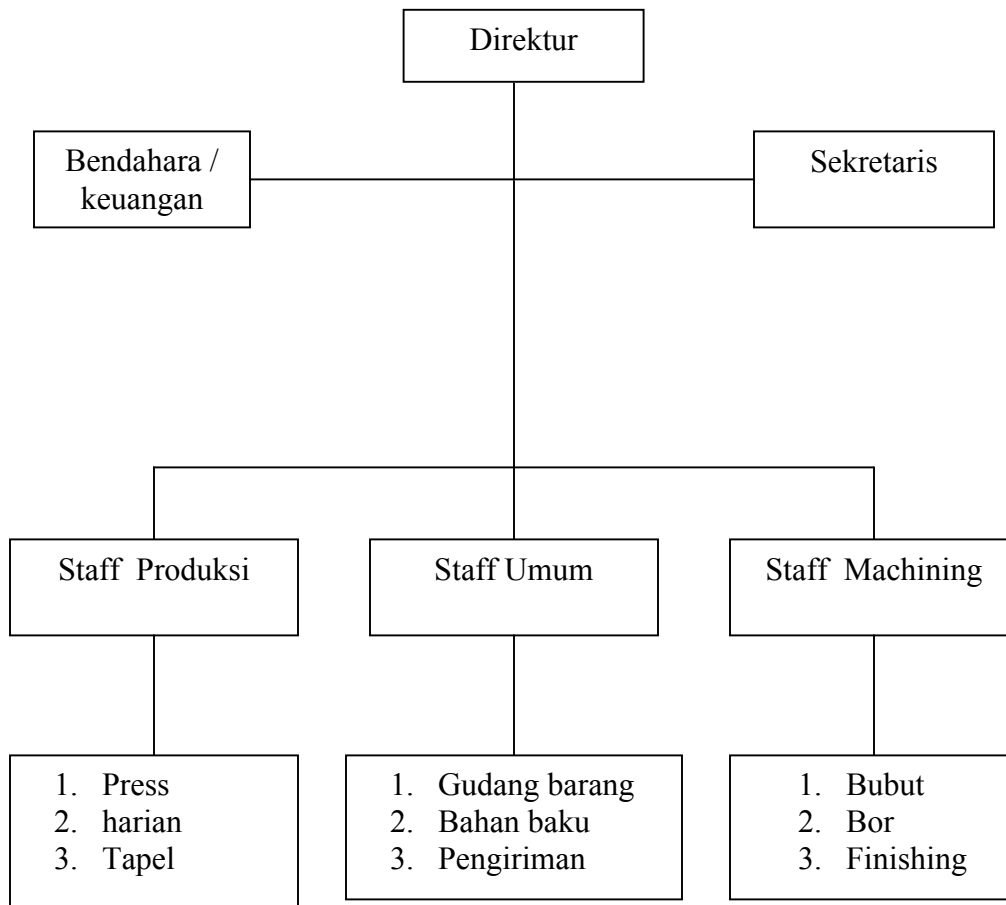 Direktur
Bendahara /
keuangan
Sekretaris
Staff Produksi
Staff Umum
Staff Machining
1. Press
2. harian
3. Tapel
1. Gudang barang
2. Bahan baku
3. Pengiriman
1. Bubut
2. Bor
3. Finishing